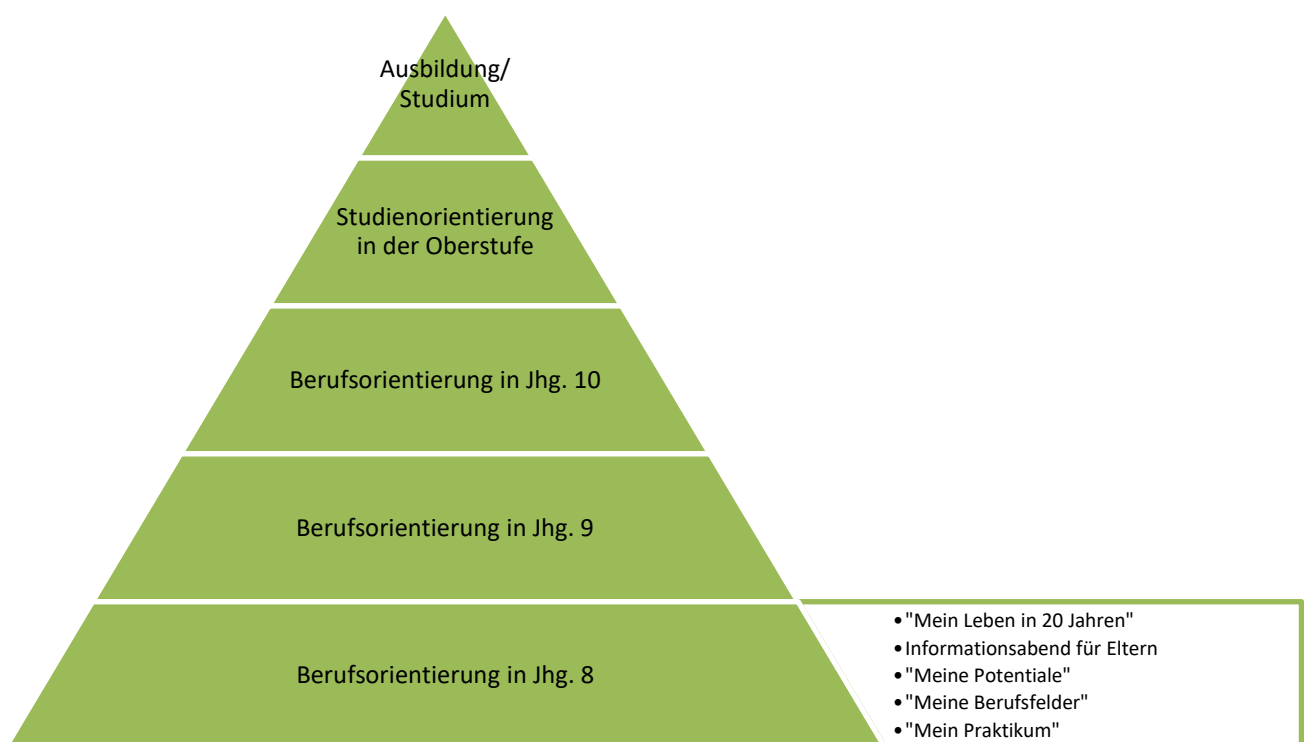 Ausbildung/
Studium
Studienorientierung
in der Oberstufe
Berufsorientierung in Jhg. 10
Berufsorientierung in Jhg. 9
Berufsorientierung in Jhg. 8
•"Mein Leben in 20 Jahren"
•Informationsabend für Eltern
•"Meine Potentiale"
•"Meine Berufsfelder"
•"Mein Praktikum"